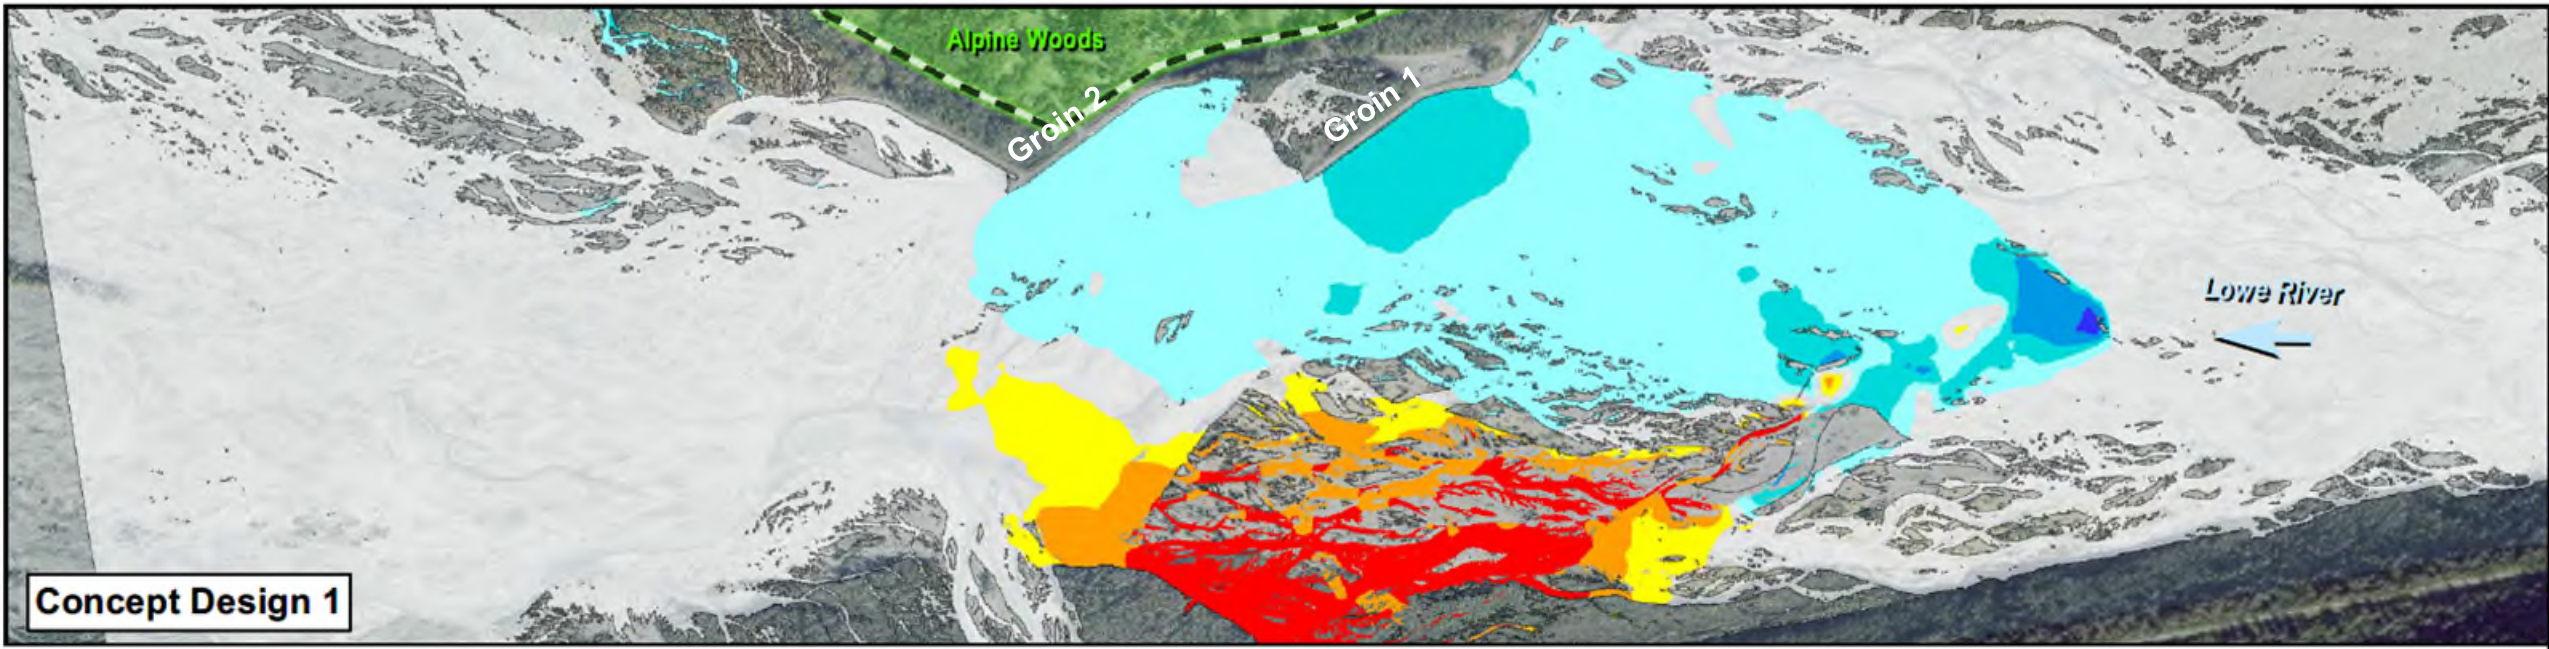 Alpine Woods
Groin 2
Groin 1
Lowe River
Concept Design 1